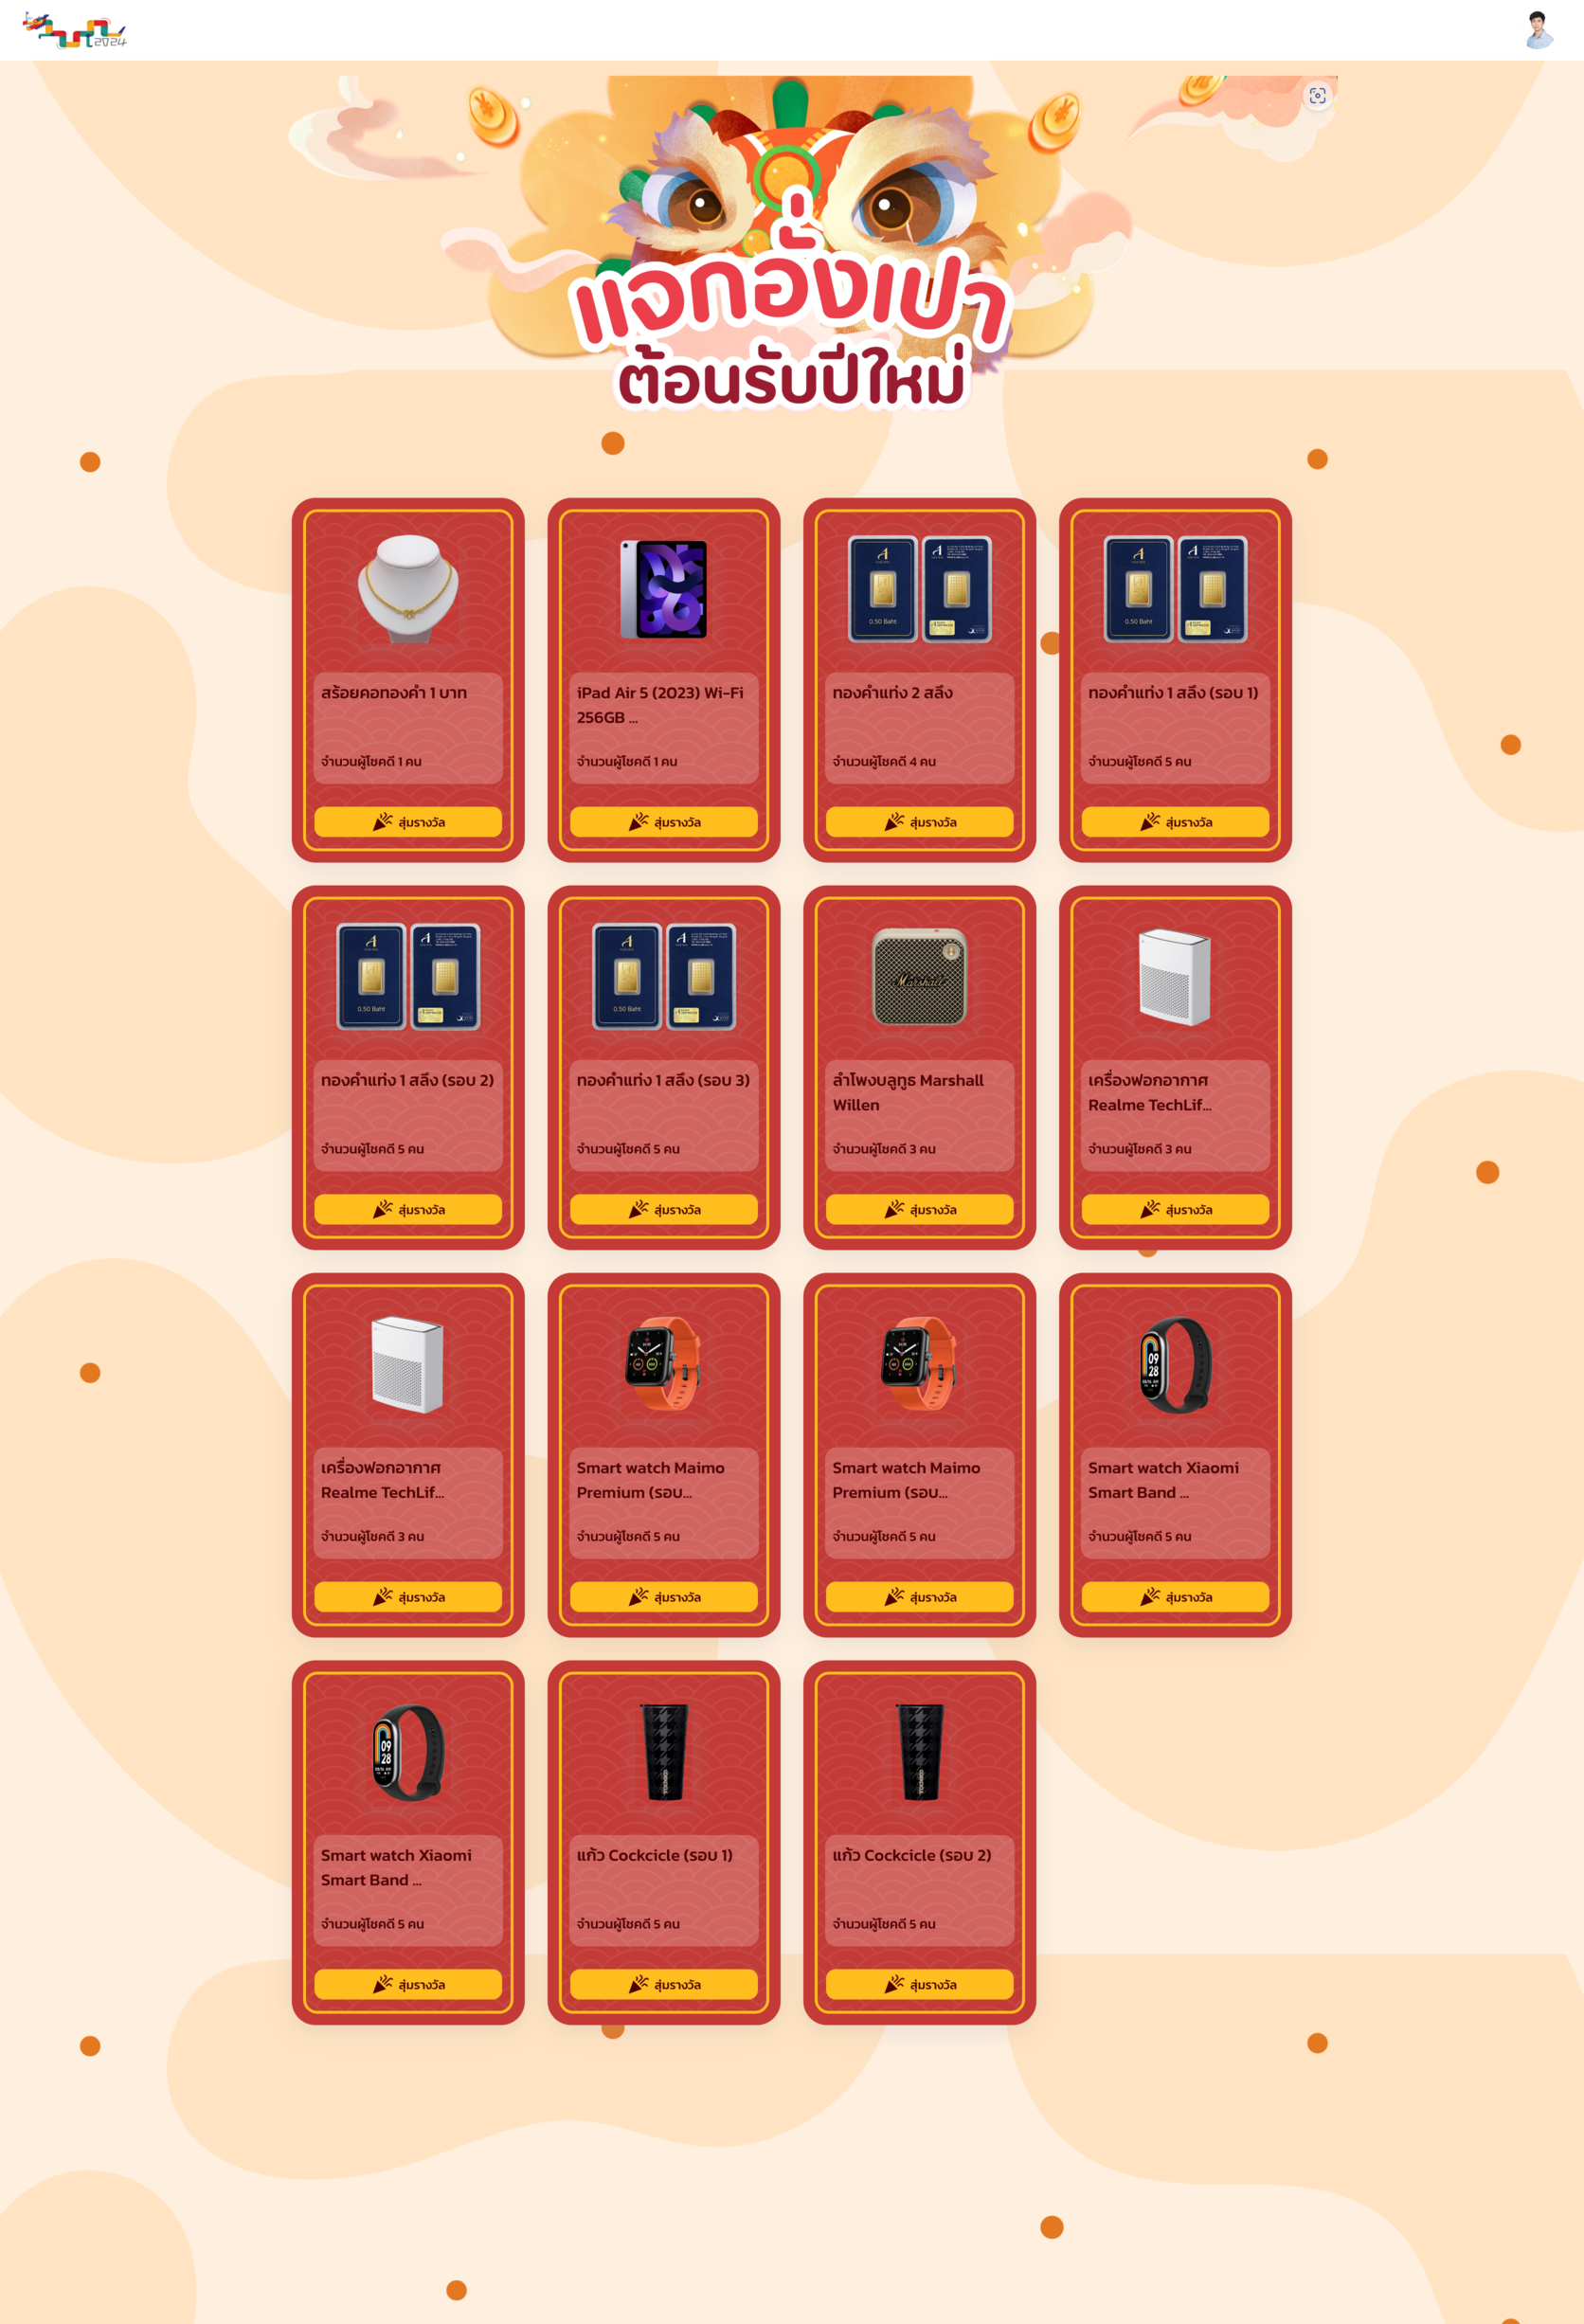 2024
แจกอั่งเปา
ต้อนรับปีใหม่
0.50 Baht
0.50 Baht
สร้อยคอทองคำ 1 บาท
จำนวนผู้โชคดี 1 คน
สุ่มรางวัล
iPad Air 5 (2023) Wi-Fi
256GB ...
จำนวนผู้โชคดี 1 คน
สุ่มรางวัล
ทองคำแท่ง 2 สลึง
จำนวนผู้โชคดี 4 คน
สุ่มรางวัล
ทองคำแท่ง 1 สลึง (รอบ 1)
จำนวนผู้โชคดี 5 คน
สุ่มรางวัล
0.50 Baht
0.50 Baht
Marshall
ทองคำแท่ง 1 สลึง (รอบ 2)
จำนวนผู้โชคดี 5 คน
สุ่มรางวัล
ทองคำแท่ง 1 สลึง (รอบ 3)
จำนวนผู้โชคดี 5 คน
สุ่มรางวัล
ลำโพงบลูทูธ Marshall
Willen
จำนวนผู้โชคดี 3 คน
สุ่มรางวัล
เครื่องฟอกอากาศ
Realme TechLif...
จำนวนผู้โชคดี 3 คน
สุ่มรางวัล
09
28
เครื่องฟอกอากาศ
Realme TechLif...
จำนวนผู้โชคดี 3 คน
สุ่มรางวัล
Smart watch Maimo
Premium (รอบ...
จำนวนผู้โชคดี 5 คน
สุ่มรางวัล
Smart watch Maimo
Premium (รอบ...
จำนวนผู้โชคดี 5 คน
สุ่มรางวัล
Smart watch Xiaomi
Smart Band ...
จำนวนผู้โชคดี 5 คน
สุ่มรางวัล
09
28
Smart watch Xiaomi
Smart Band ...
จำนวนผู้โชคดี 5 คน
สุ่มรางวัล
แก้ว Cockcicle (รอบ 1)
จำนวนผู้โชคดี 5 คน
สุ่มรางวัล
แก้ว Cockcicle (รอบ 2)
จำนวนผู้โชคดี 5 คน
สุ่มรางวัล